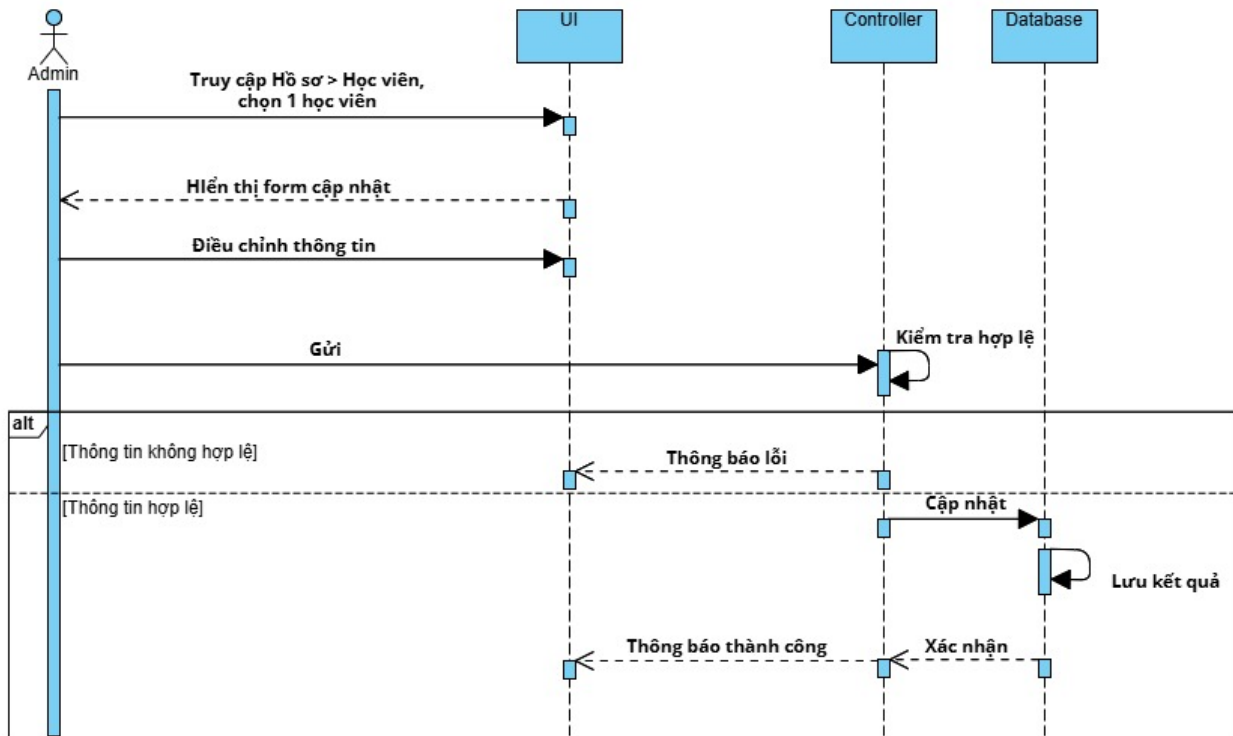 UI
Controller
Database
Admin
Truy cập Hồ sơ > Học viên,
chọn 1 học viên
HIển thị form cập nhật
Điều chỉnh thông tin
Kiểm tra hợp lệ
Gửi
alt
[Thông tin không hợp lệ]
Thông báo lỗi
[Thông tin hợp lệ]
Cập nhật
Lưu kết quả
Thông báo thành công
Xác nhận